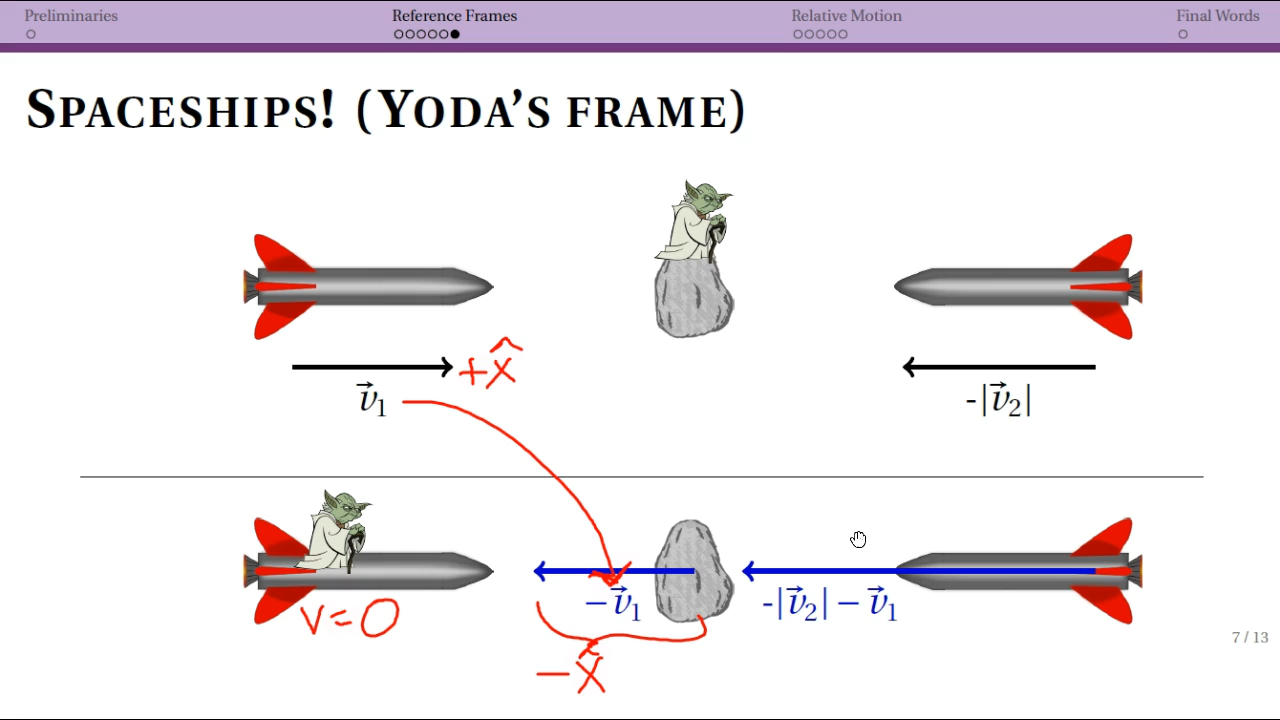 Preliminaries Reference Frames Relative Motion Final Words
SPACESHIPS! (YODA'S FRAME)
+x̂
v⃗₁ -|v⃗₂|
v=0 −v⃗₁ -|v⃗₂| − v⃗₁
7 / 13
−x̂